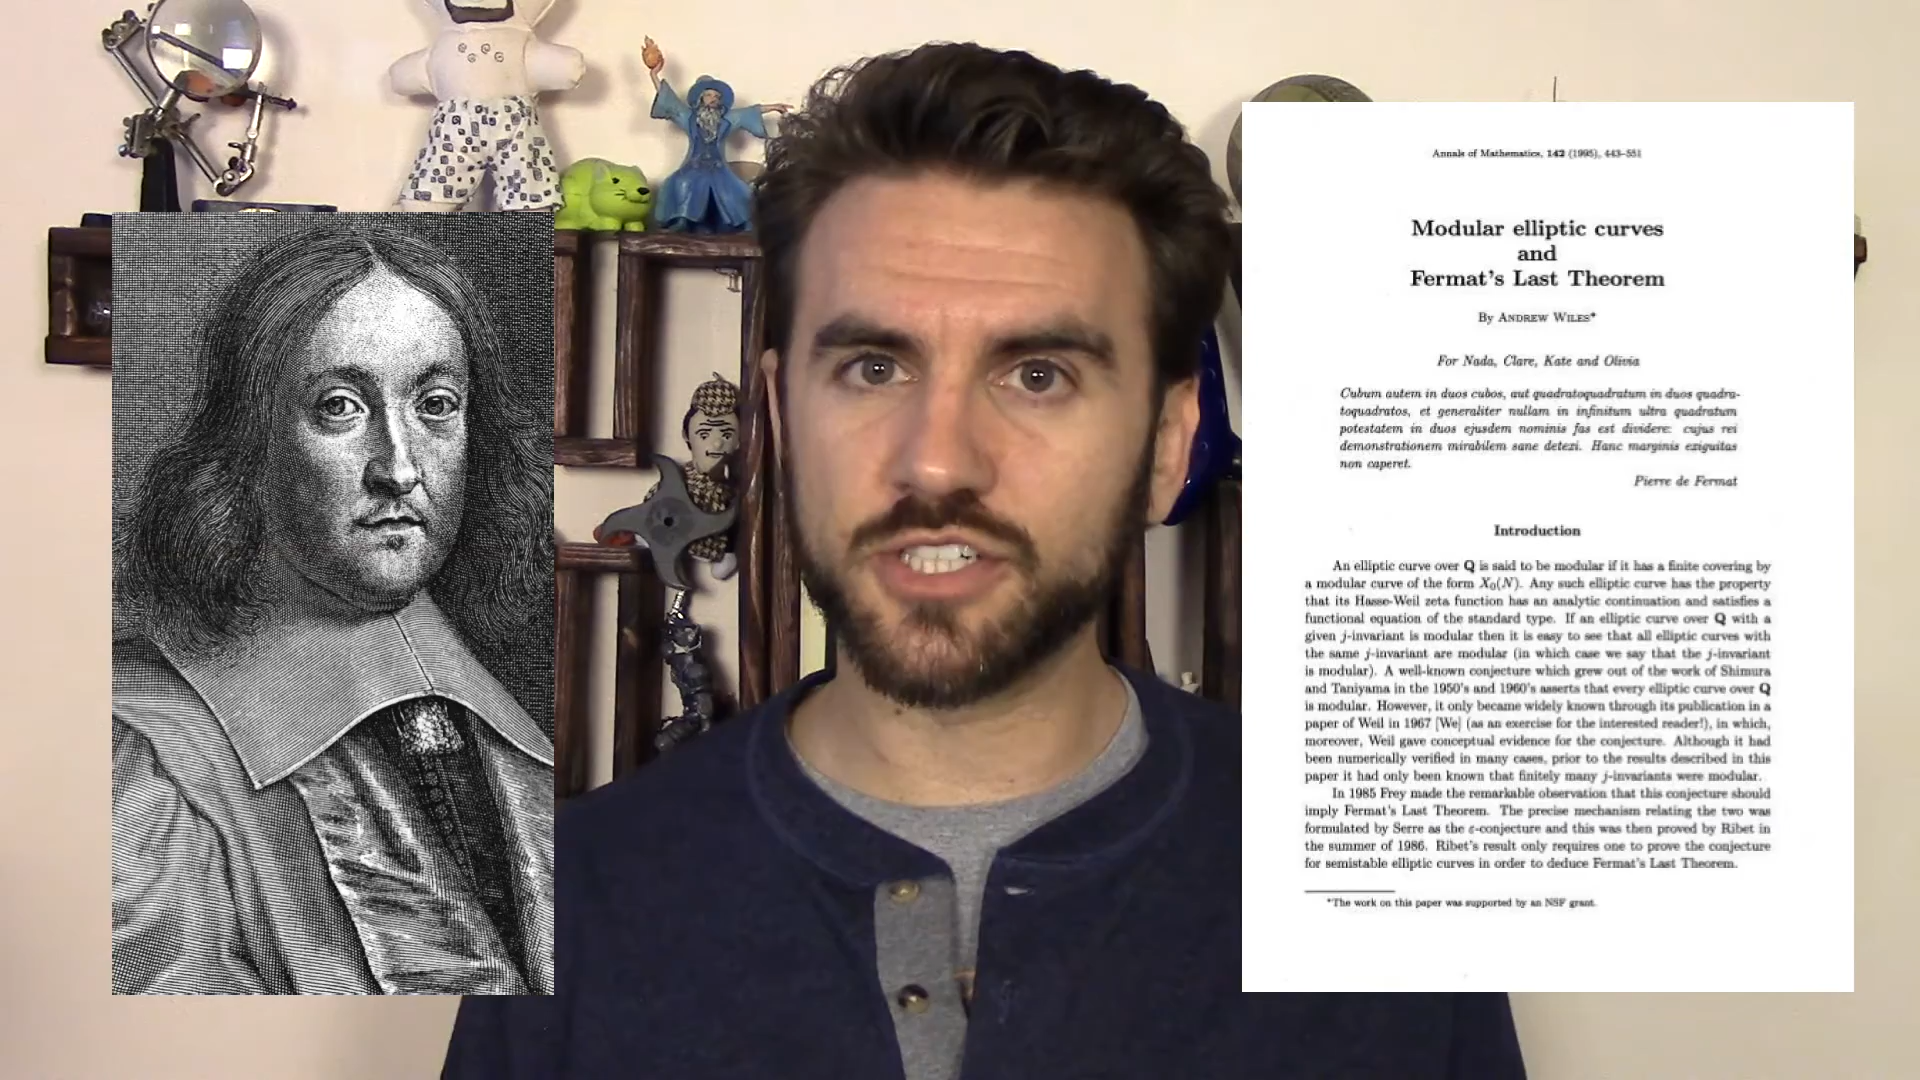 Annals of Mathematics, 142 (1995), 443–551
Modular elliptic curves
and
Fermat's Last Theorem
By ANDREW WILES*
For Nada, Clare, Kate and Olivia
Cubum autem in duos cubos, aut quadratoquadratum in duos quadra-
toquadratos, et generaliter nullam in infinitum ultra quadratum
potestatem in duos ejusdem nominis fas est dividere: cujus rei
demonstrationem mirabilem sane detexi. Hanc marginis exiguitas
non caperet.
Pierre de Fermat
Introduction
An elliptic curve over Q is said to be modular if it has a finite covering by
a modular curve of the form X₀(N). Any such elliptic curve has the property
that its Hasse-Weil zeta function has an analytic continuation and satisfies a
functional equation of the standard type. If an elliptic curve over Q with a
given j-invariant is modular then it is easy to see that all elliptic curves with
the same j-invariant are modular (in which case we say that the j-invariant
is modular). A well-known conjecture which grew out of the work of Shimura
and Taniyama in the 1950's and 1960's asserts that every elliptic curve over Q
is modular. However, it only became widely known through its publication in a
paper of Weil in 1967 [We] (as an exercise for the interested reader!), in which,
moreover, Weil gave conceptual evidence for the conjecture. Although it had
been numerically verified in many cases, prior to the results described in this
paper it had only been known that finitely many j-invariants were modular.
In 1985 Frey made the remarkable observation that this conjecture should
imply Fermat's Last Theorem. The precise mechanism relating the two was
formulated by Serre as the ε-conjecture and this was then proved by Ribet in
the summer of 1986. Ribet's result only requires one to prove the conjecture
for semistable elliptic curves in order to deduce Fermat's Last Theorem.
*The work on this paper was supported by an NSF grant.